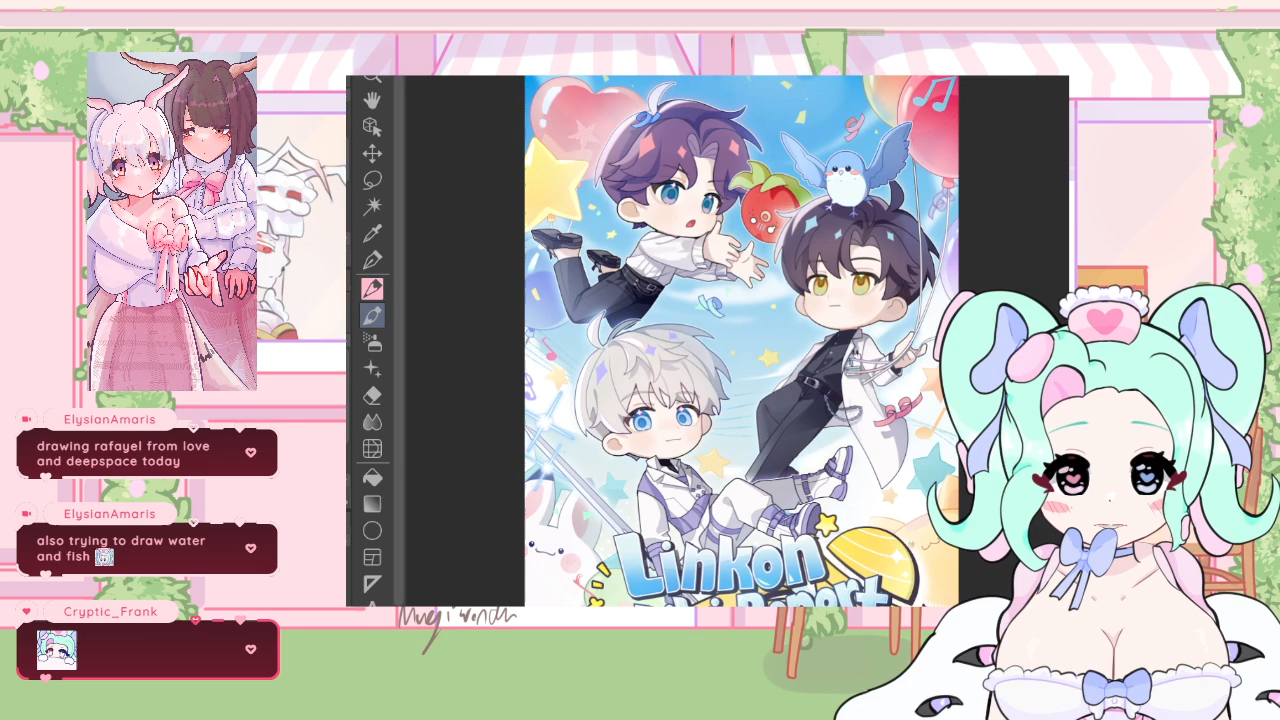 ElysianAmaris
drawing rafayel from love
and deepspace today
ElysianAmaris
also trying to draw water
and fish
Cryptic_Frank
Linkon